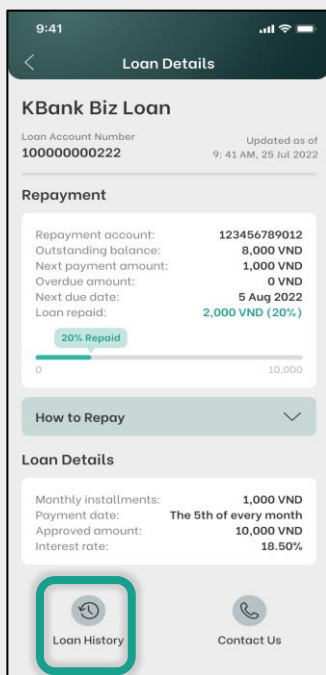 9:41
Loan Details
KBank Biz Loan
Loan Account Number Updated as of
100000000222 9: 41 AM, 25 Jul 2022
Repayment
Repayment account: 123456789012
Outstanding balance: 8,000 VND
Next payment amount: 1,000 VND
Overdue amount: 0 VND
Next due date: 5 Aug 2022
Loan repaid: 2,000 VND (20%)
20% Repaid
0 10,000
How to Repay
Loan Details
Monthly installments: 1,000 VND
Payment date: The 5th of every month
Approved amount: 10,000 VND
Interest rate: 18.50%
Loan History Contact Us